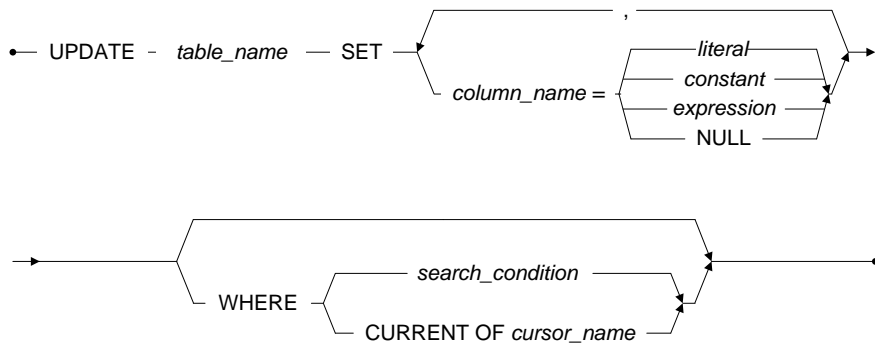 ,
UPDATE table_name SET
literal
column_name = constant
expression
NULL
search_condition
WHERE
CURRENT OF cursor_name